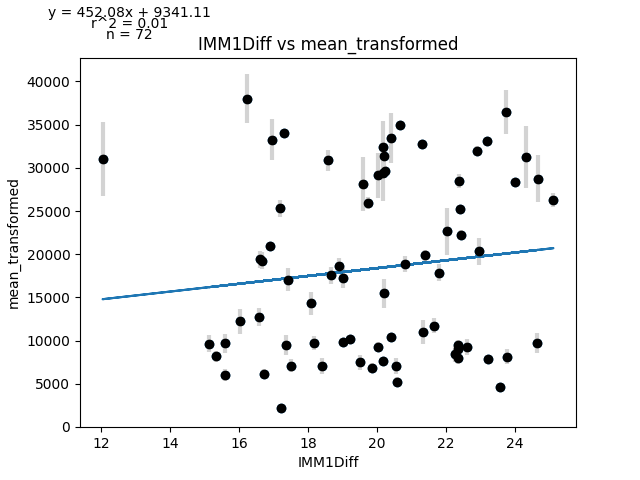 y = 452.08x + 9341.11
r^2 = 0.01
n = 72
IMM1Diff vs mean_transformed
40000
35000
30000
25000
20000
15000
10000
5000
0
mean_transformed
12 14 16 18 20 22 24
IMM1Diff